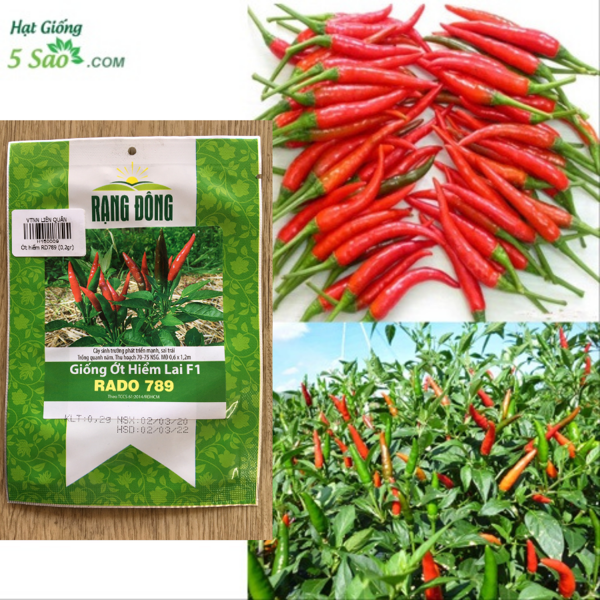 Hạt Giống
5 Sao .COM
RẠNG ĐÔNG
VTNN LIÊN QUÂN
H160009
Ớt Hiểm RD789 (0,2gr)
Cây sinh trưởng phát triển mạnh, sai trái
Trồng quanh năm. Thu hoạch 70-75 NSG. MĐ 0,6 x 1,2m
Giống Ớt Hiểm Lai F1
RADO 789
KLT:0,2g NSX:02/03/20
HSD:02/03/22